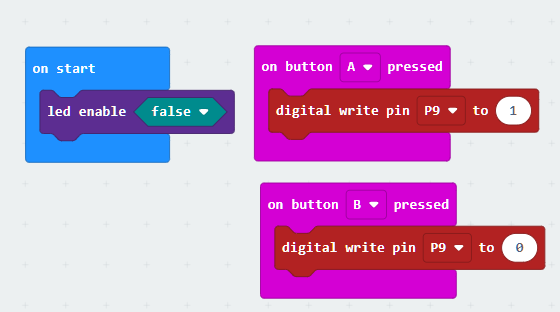 on start
led enable false
on button A pressed
digital write pin P9 to 1
on button B pressed
digital write pin P9 to 0